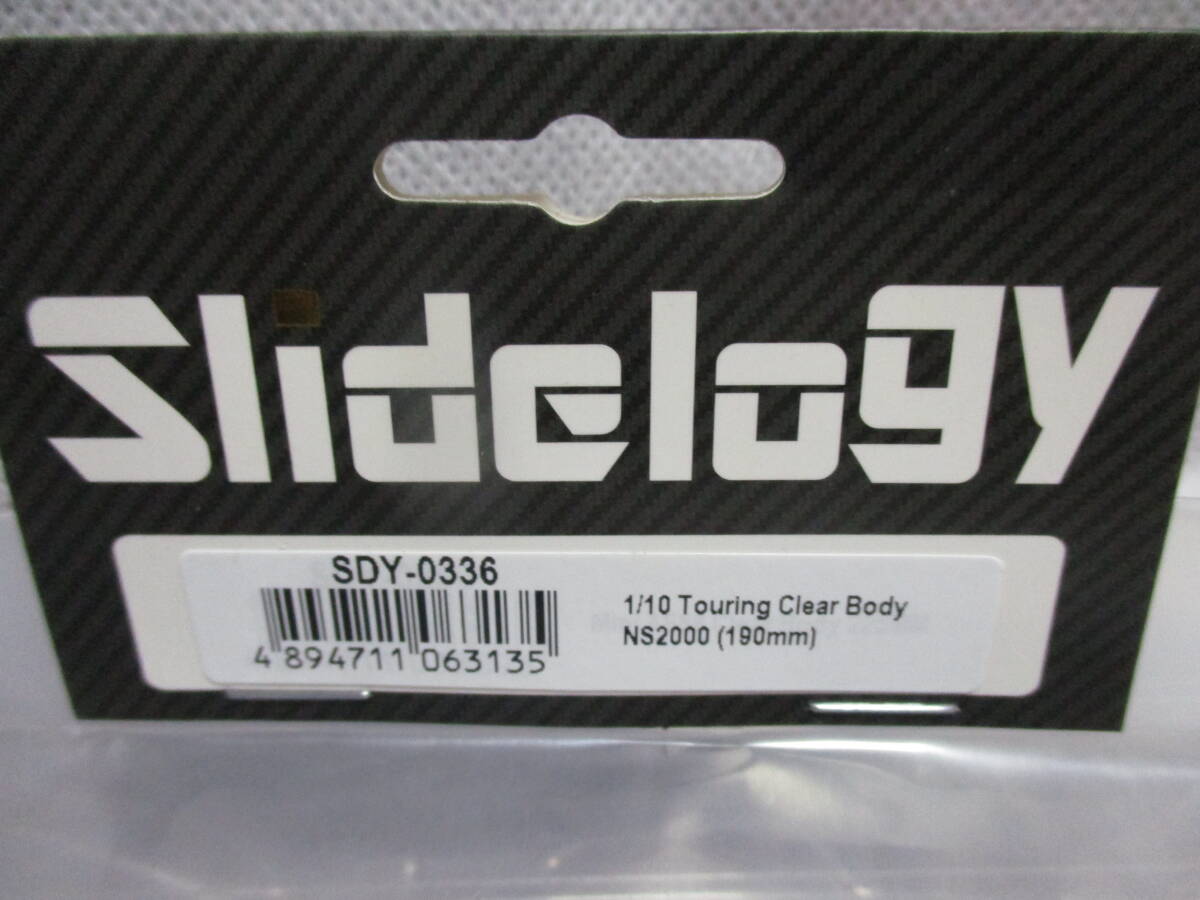 Slidelogy
SDY-0336
4 894711 063135
1/10 Touring Clear Body
NS2000 (190mm)